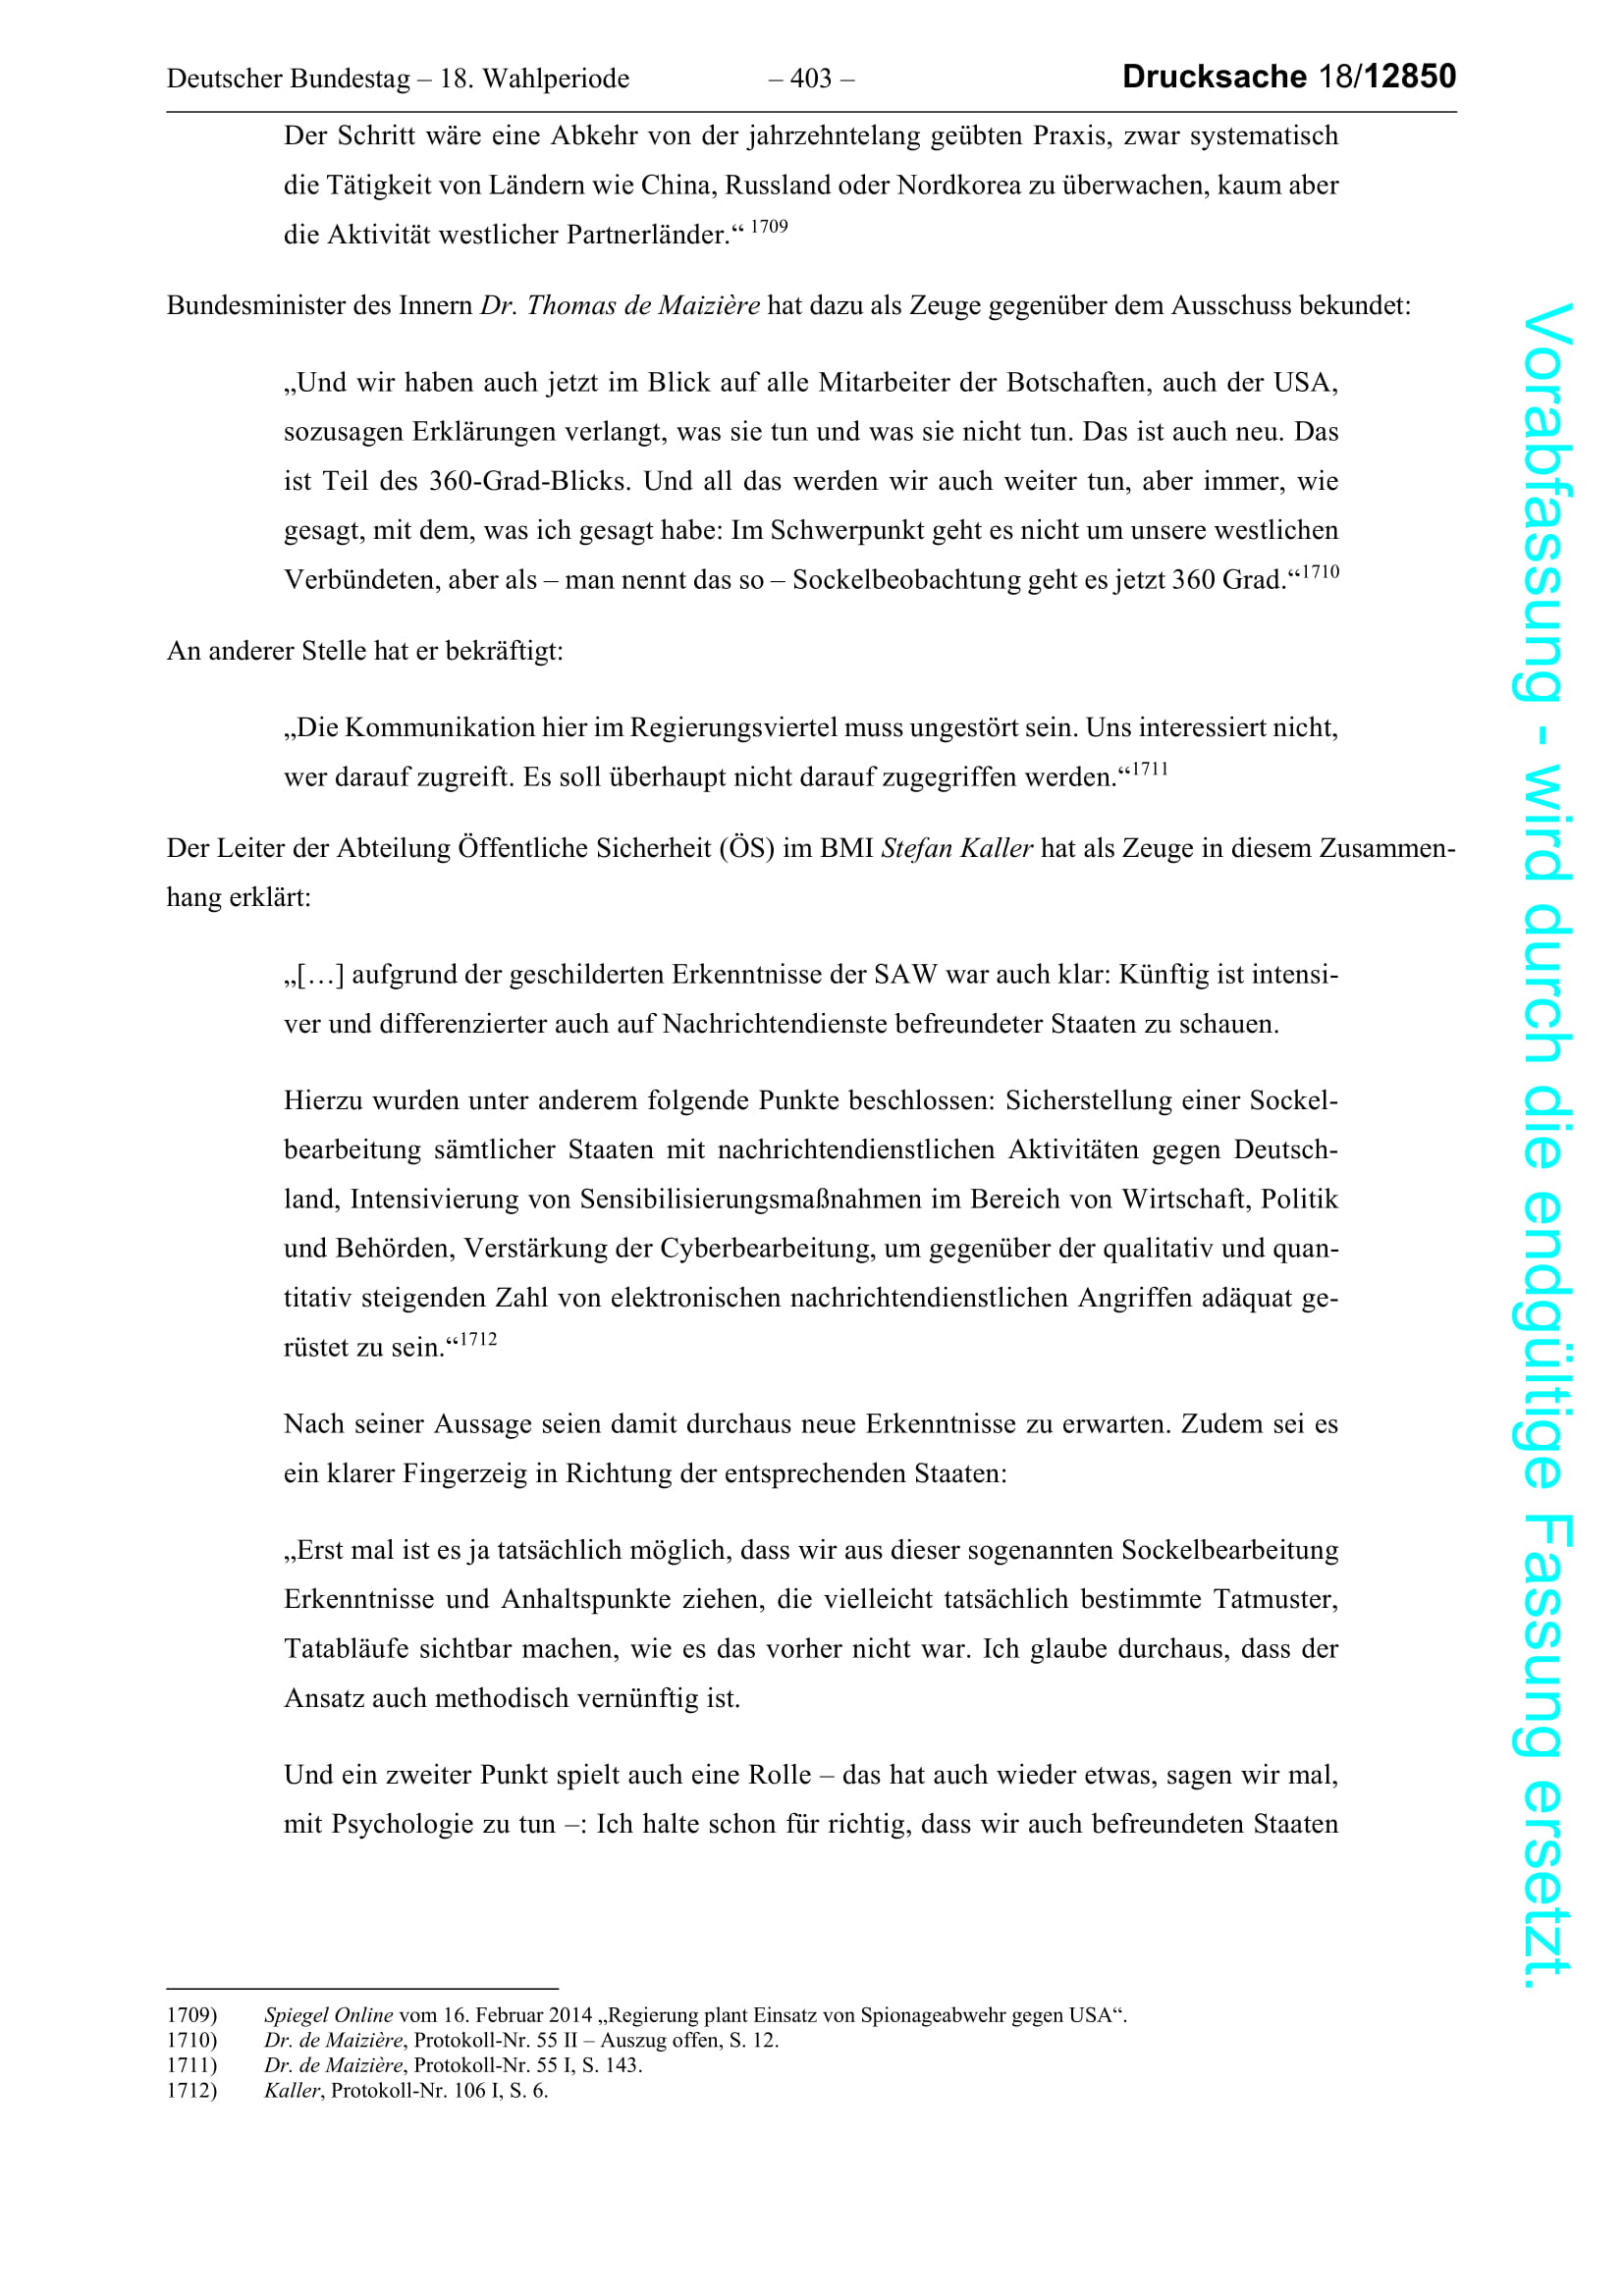 Deutscher Bundestag – 18. Wahlperiode – 403 – Drucksache 18/12850
Der Schritt wäre eine Abkehr von der jahrzehntelang geübten Praxis, zwar systematisch
die Tätigkeit von Ländern wie China, Russland oder Nordkorea zu überwachen, kaum aber
die Aktivität westlicher Partnerländer.“ 1709
Bundesminister des Innern Dr. Thomas de Maizière hat dazu als Zeuge gegenüber dem Ausschuss bekundet:
„Und wir haben auch jetzt im Blick auf alle Mitarbeiter der Botschaften, auch der USA,
sozusagen Erklärungen verlangt, was sie tun und was sie nicht tun. Das ist auch neu. Das
ist Teil des 360-Grad-Blicks. Und all das werden wir auch weiter tun, aber immer, wie
gesagt, mit dem, was ich gesagt habe: Im Schwerpunkt geht es nicht um unsere westlichen
Verbündeten, aber als – man nennt das so – Sockelbeobachtung geht es jetzt 360 Grad.“1710
An anderer Stelle hat er bekräftigt:
„Die Kommunikation hier im Regierungsviertel muss ungestört sein. Uns interessiert nicht,
wer darauf zugreift. Es soll überhaupt nicht darauf zugegriffen werden.“1711
Der Leiter der Abteilung Öffentliche Sicherheit (ÖS) im BMI Stefan Kaller hat als Zeuge in diesem Zusammen-
hang erklärt:
„[…] aufgrund der geschilderten Erkenntnisse der SAW war auch klar: Künftig ist intensi-
ver und differenzierter auch auf Nachrichtendienste befreundeter Staaten zu schauen.
Hierzu wurden unter anderem folgende Punkte beschlossen: Sicherstellung einer Sockel-
bearbeitung sämtlicher Staaten mit nachrichtendienstlichen Aktivitäten gegen Deutsch-
land, Intensivierung von Sensibilisierungsmaßnahmen im Bereich von Wirtschaft, Politik
und Behörden, Verstärkung der Cyberbearbeitung, um gegenüber der qualitativ und quan-
titativ steigenden Zahl von elektronischen nachrichtendienstlichen Angriffen adäquat ge-
rüstet zu sein.“1712
Nach seiner Aussage seien damit durchaus neue Erkenntnisse zu erwarten. Zudem sei es
ein klarer Fingerzeig in Richtung der entsprechenden Staaten:
„Erst mal ist es ja tatsächlich möglich, dass wir aus dieser sogenannten Sockelbearbeitung
Erkenntnisse und Anhaltspunkte ziehen, die vielleicht tatsächlich bestimmte Tatmuster,
Tatabläufe sichtbar machen, wie es das vorher nicht war. Ich glaube durchaus, dass der
Ansatz auch methodisch vernünftig ist.
Und ein zweiter Punkt spielt auch eine Rolle – das hat auch wieder etwas, sagen wir mal,
mit Psychologie zu tun –: Ich halte schon für richtig, dass wir auch befreundeten Staaten
1709) Spiegel Online vom 16. Februar 2014 „Regierung plant Einsatz von Spionageabwehr gegen USA“.
1710) Dr. de Maizière, Protokoll-Nr. 55 II – Auszug offen, S. 12.
1711) Dr. de Maizière, Protokoll-Nr. 55 I, S. 143.
1712) Kaller, Protokoll-Nr. 106 I, S. 6.
Vorabfassung - wird durch die endgültige Fassung ersetzt.